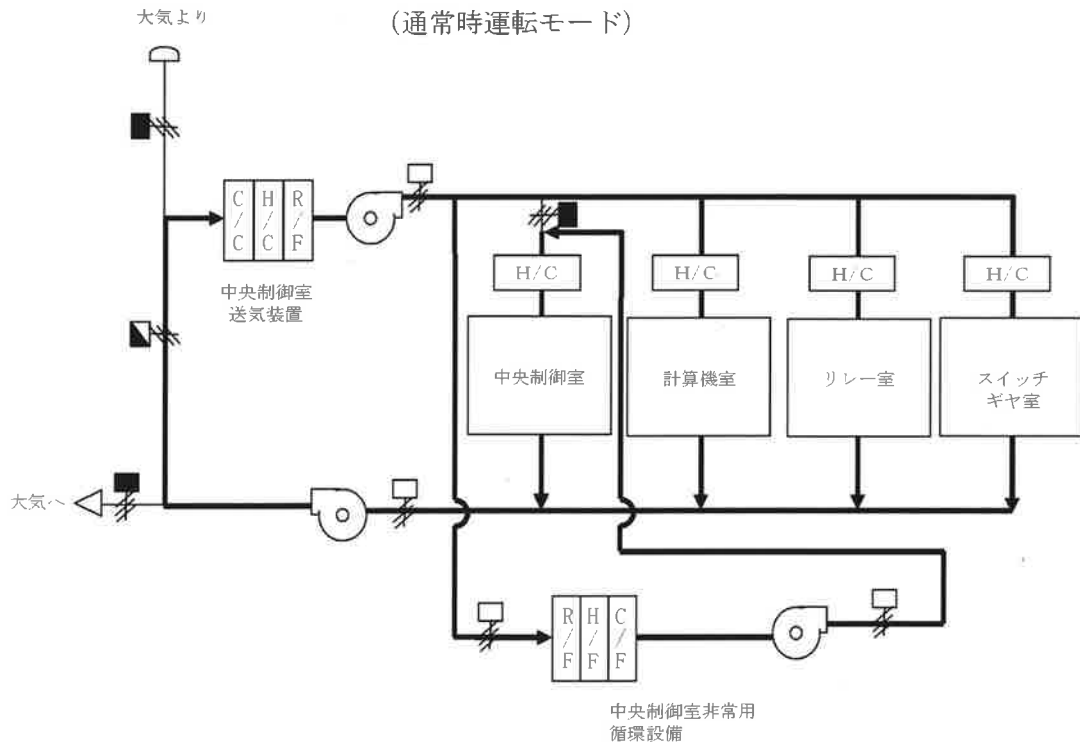 大気より
(通常時運転モード)
C/C
H/C
R/F
中央制御室
送気装置
H/C
H/C
H/C
H/C
中央制御室
計算機室
リレー室
スイッチ
ギヤ室
大気へ
R/F
H/F
C/F
中央制御室非常用
循環設備